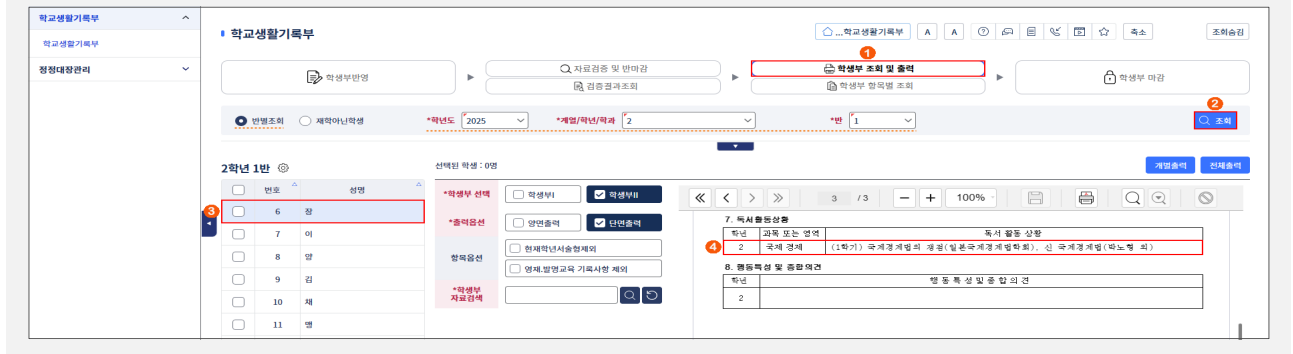 학교생활기록부
학교생활기록부
정정대장관리
학교생활기록부
...학교생활기록부 A A 축소 조회숨김
1
학생부반영
자료검증 및 반마감
검증결과조회
학생부 조회 및 출력
학생부 항목별 조회
학생부 마감
2
반별조회 재학아닌학생 *학년도 2025 *계열/학년/학과 2 *반 1 조회
2학년 1반
선택된 학생 : 0명
개별출력 전체출력
번호 성명
3
6 장
7 이
8 양
9 김
10 채
11 맹
*학생부 선택 학생부I 학생부II
*출력옵션 양면출력 단면출력
항목옵션 현재학년서술형제외
영재.발명교육 기록사항 제외
*학생부
자료검색
3 /3 100%
7. 독서활동상황
학년 과목 또는 영역 독서 활동 상황
4
2 국제 경제 (1학기) 국제경제법의 쟁점(일본국제경제법학회), 신 국제경제법(박노형 외)
8. 행동특성 및 종합의견
학년 행 동 특 성 및 종 합 의 견
2